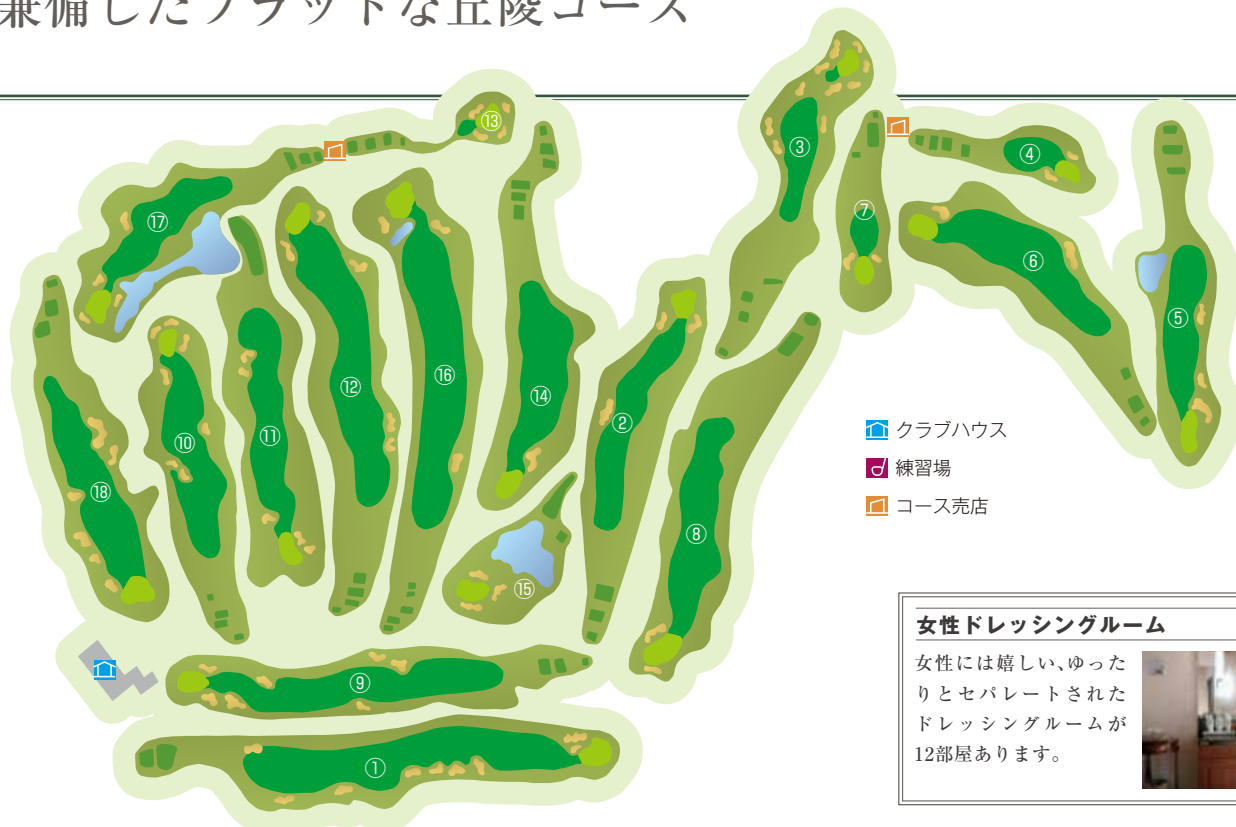 兼備したフラットな丘陵コース
⑬
③
④
⑦
⑰
⑥
⑤
⑫
⑯
⑭
②
⑪
⑩
⑱
⑧
⑮
⑨
①
クラブハウス
練習場
コース売店
女性ドレッシングルーム
女性には嬉しい、ゆった
りとセパレートされた
ドレッシングルームが
12部屋あります。